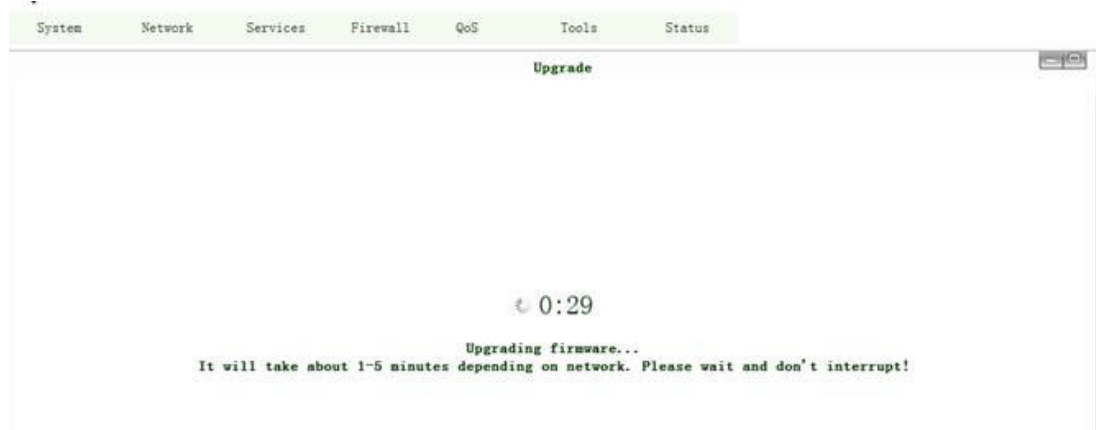 System Network Services Firewall QoS Tools Status
Upgrade
0:29
Upgrading firmware...
It will take about 1-5 minutes depending on network. Please wait and don't interrupt!